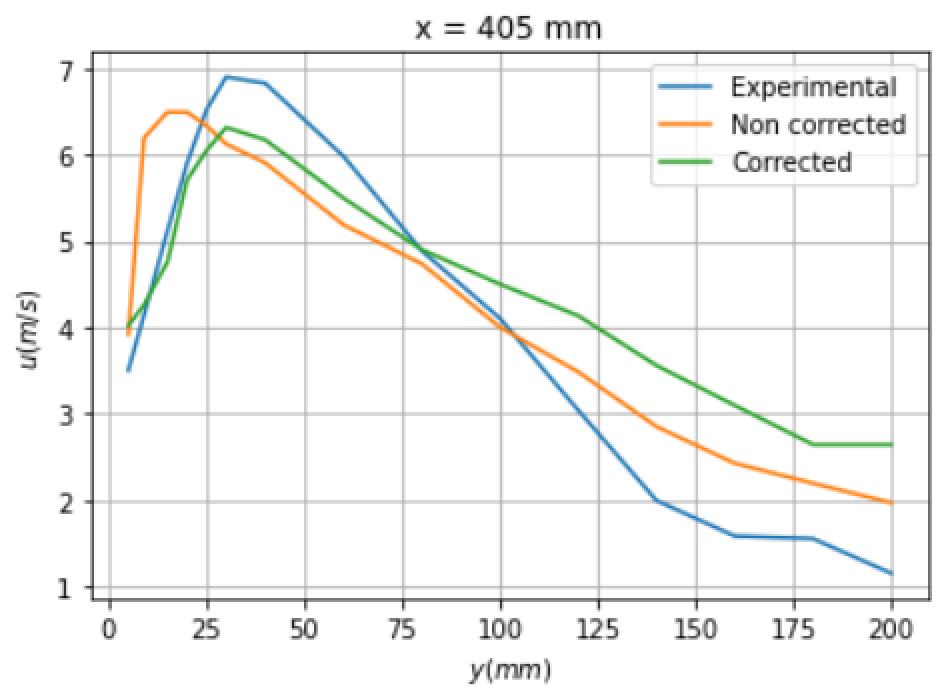 x = 405 mm
7
6
5
4
3
2
1
u(m/s)
Experimental
Non corrected
Corrected
0 25 50 75 100 125 150 175 200
y(mm)